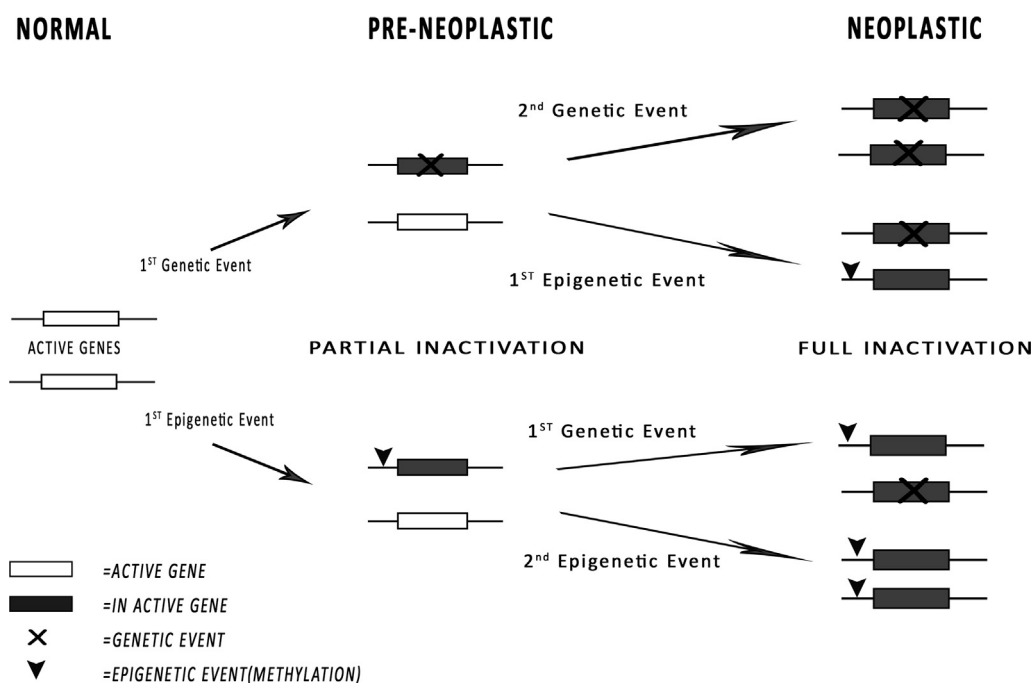 NORMAL
PRE-NEOPLASTIC
NEOPLASTIC
2nd Genetic Event
1ST Genetic Event
1ST Epigenetic Event
ACTIVE GENES
PARTIAL INACTIVATION
FULL INACTIVATION
1ST Epigenetic Event
1ST Genetic Event
2nd Epigenetic Event
=ACTIVE GENE
=IN ACTIVE GENE
=GENETIC EVENT
=EPIGENETIC EVENT(METHYLATION)